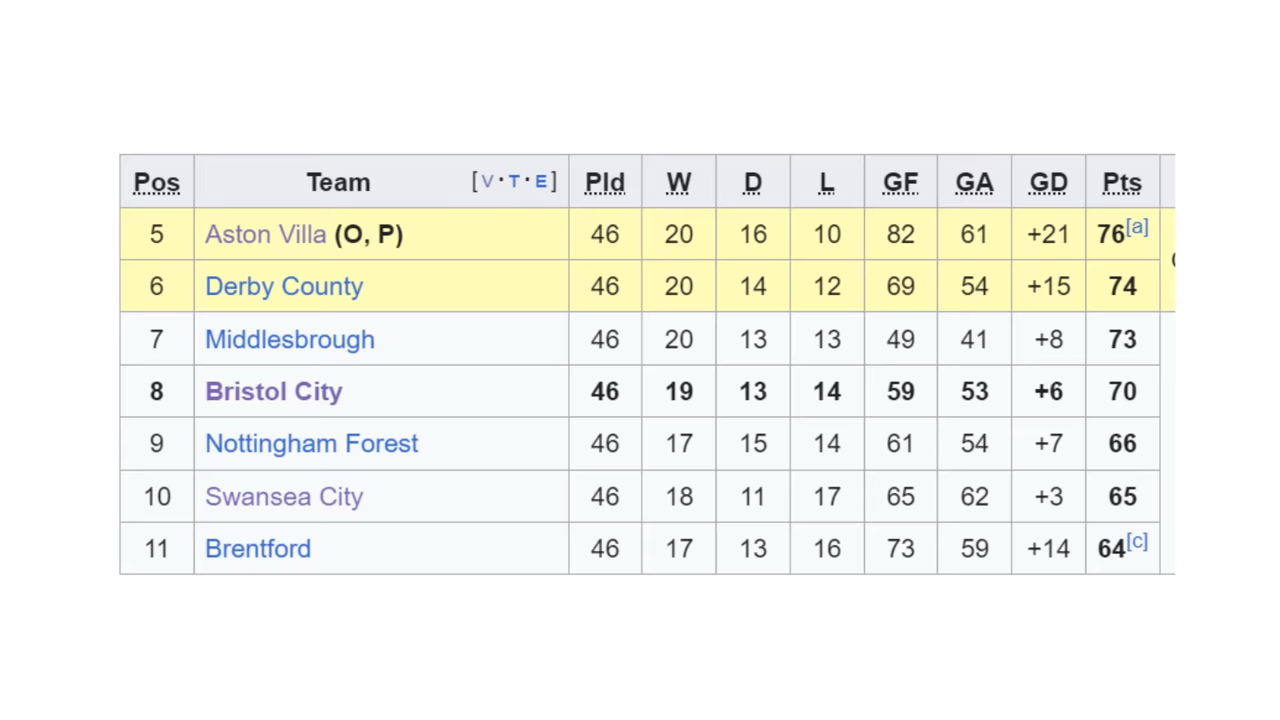 Pos Team [V·T·E] Pld W D L GF GA GD Pts
5 Aston Villa (O, P) 46 20 16 10 82 61 +21 76[a]
6 Derby County 46 20 14 12 69 54 +15 74
7 Middlesbrough 46 20 13 13 49 41 +8 73
8 Bristol City 46 19 13 14 59 53 +6 70
9 Nottingham Forest 46 17 15 14 61 54 +7 66
10 Swansea City 46 18 11 17 65 62 +3 65
11 Brentford 46 17 13 16 73 59 +14 64[c]